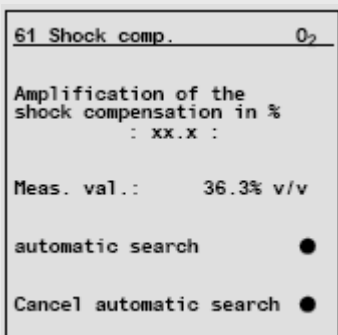 61 Shock comp. O₂
Amplification of the
shock compensation in %
: xx.x :
Meas. val.: 36.3% v/v
automatic search ●
Cancel automatic search ●